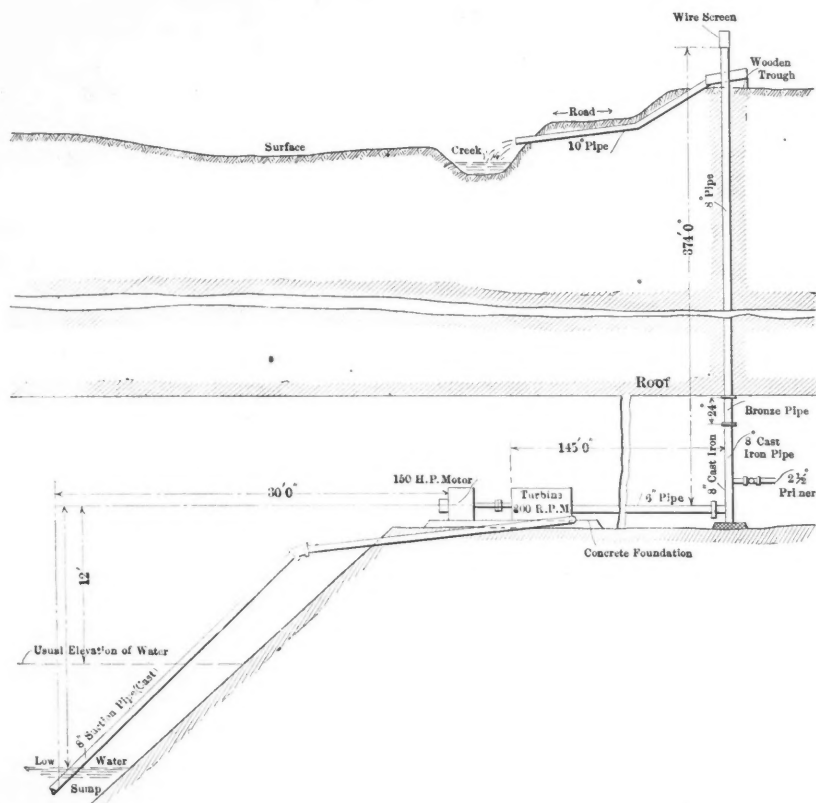 Wire Screen
Wooden
Trough
←Road→
Surface
Creek
10" Pipe
8" Pipe
374'0"
Roof
24"
Bronze Pipe
8" Cast
Iron Pipe
8" Cast Iron
145'0"
2½"
Primer
30'0"
150 H.P. Motor
Turbine
R.P.M
6" Pipe
Concrete Foundation
12'
Usual Elevation of Water
8" Suction Pipe (Cast)
Low Water
Sump